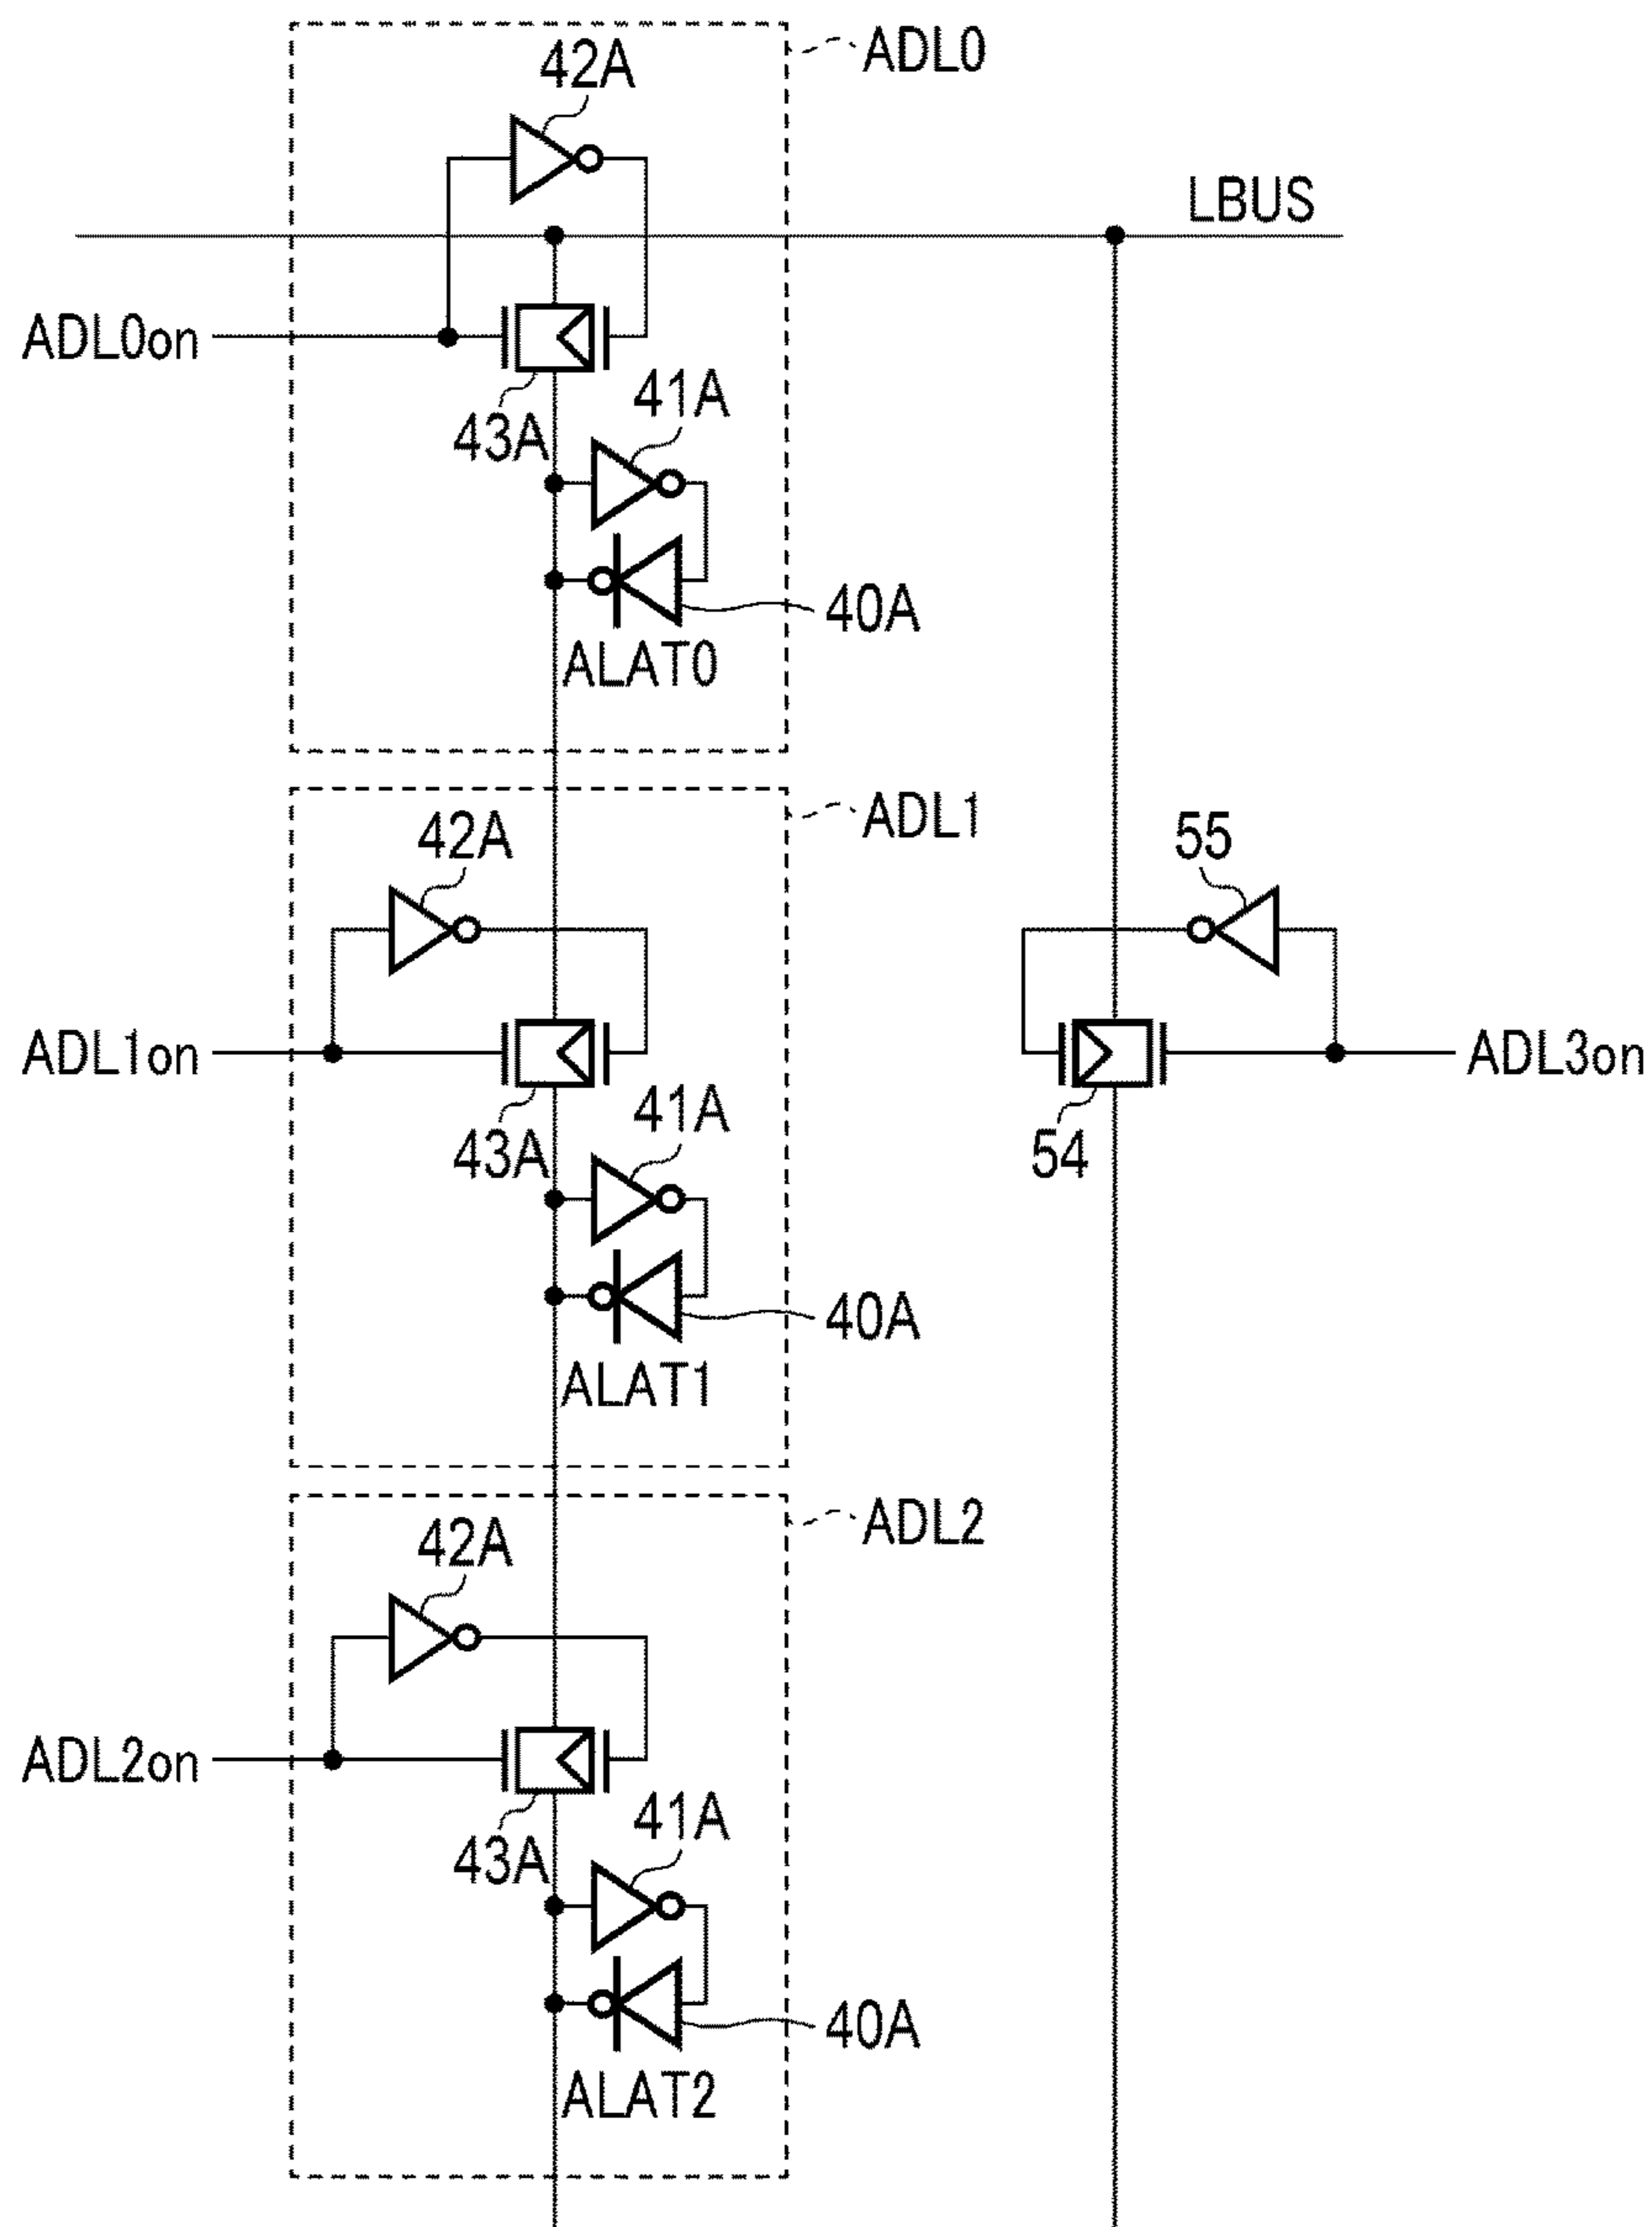 ADL0
42A
LBUS
ADL0on
41A
43A
40A
ALAT0
ADL1
42A
55
ADL1on
ADL3on
41A
43A
54
40A
ALAT1
ADL2
42A
ADL2on
41A
43A
40A
ALAT2